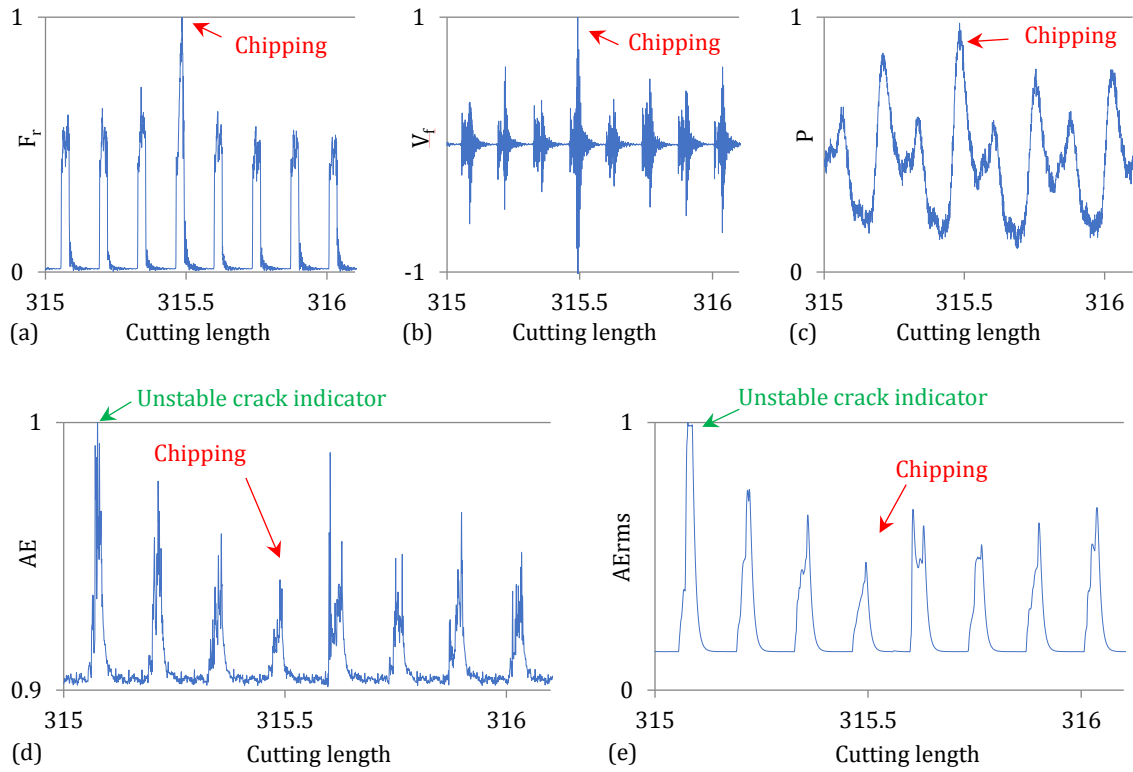 1
Chipping
F_r
0
315
315.5
316
(a)
Cutting length
1
Chipping
V_f
-1
315
315.5
316
(b)
Cutting length
1
Chipping
P
0
315
315.5
316
(c)
Cutting length
Unstable crack indicator
1
Chipping
AE
0.9
315
315.5
316
(d)
Cutting length
Unstable crack indicator
1
Chipping
AErms
0
315
315.5
316
(e)
Cutting length